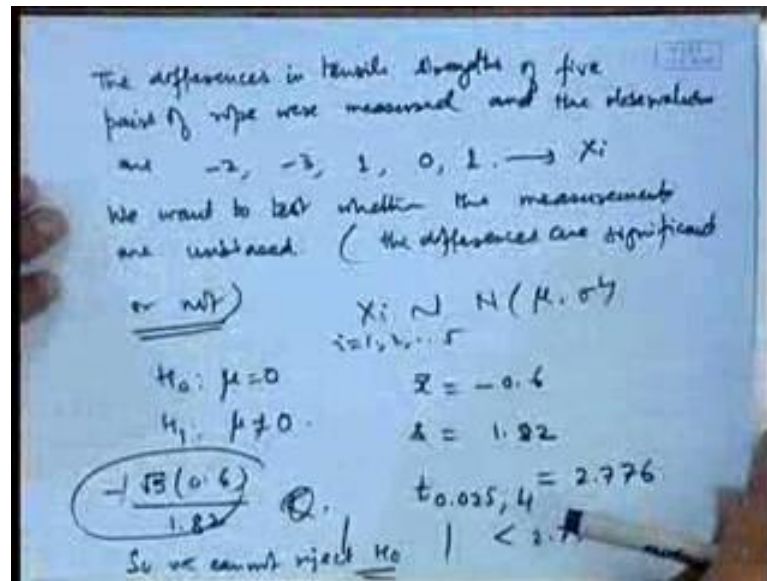 The differences in tensile strengths of five
pairs of rope were measured and the observations
are -2, -3, 1, 0, 1. → Xi
We want to test whether the measurements
are unbiased. ( the differences are significant
or not)
Xi ~ N(μ, σ²)
i=1,2,...5
H₀: μ=0
x̄ = -0.6
H₁: μ≠0.
s = 1.82
t₀.₀₂₅,₄ = 2.776
| √5(0.6) / 1.82 | < 2.7
So we cannot reject H₀